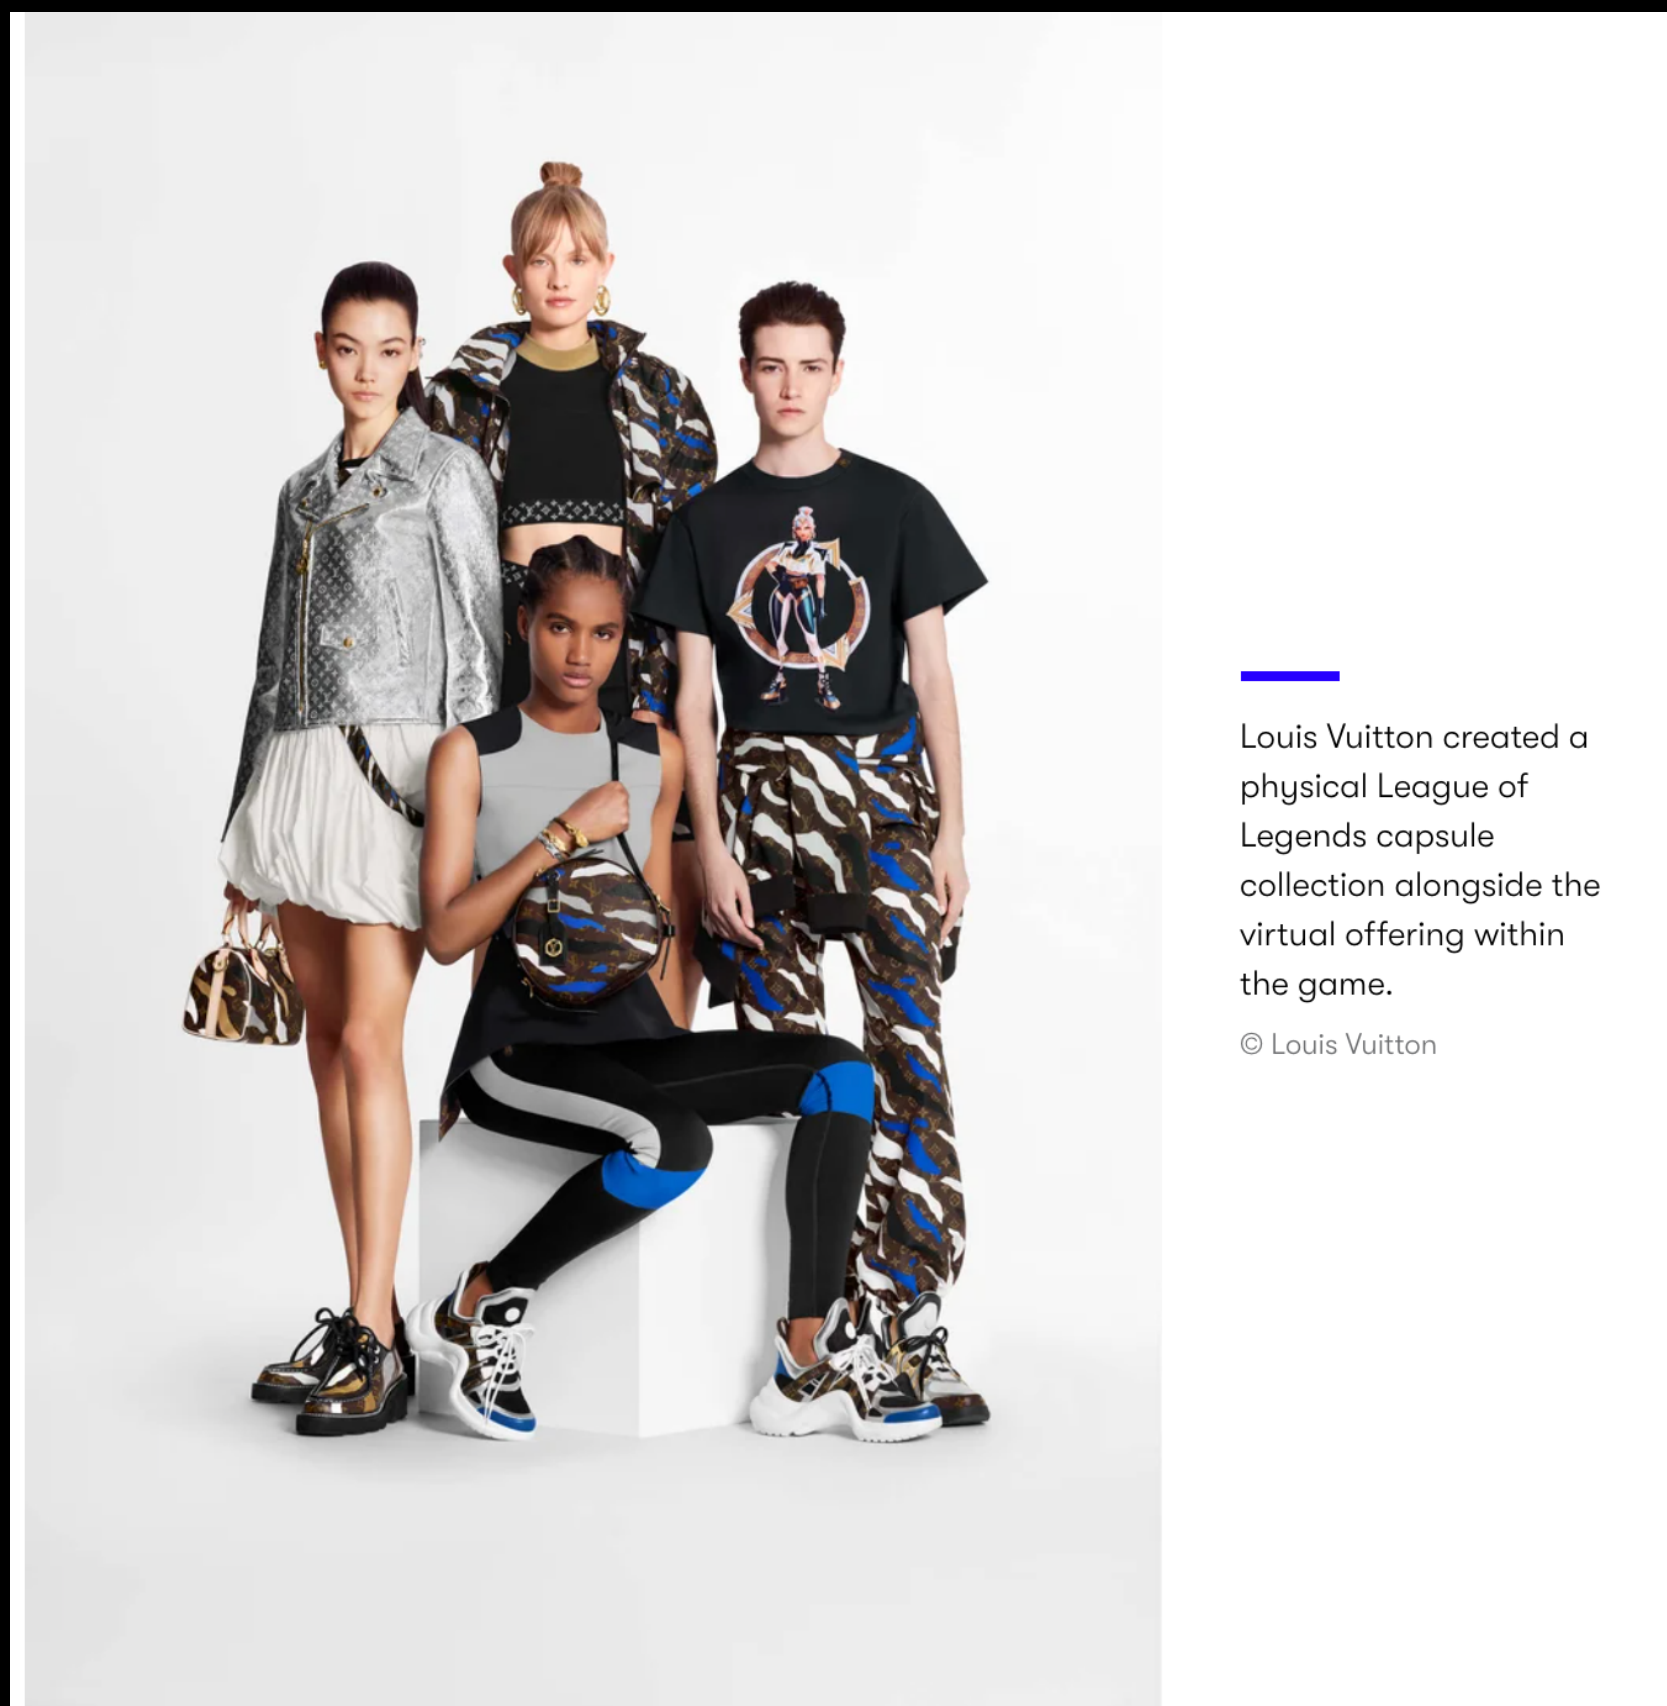 Louis Vuitton created a
physical League of
Legends capsule
collection alongside the
virtual offering within
the game.
© Louis Vuitton